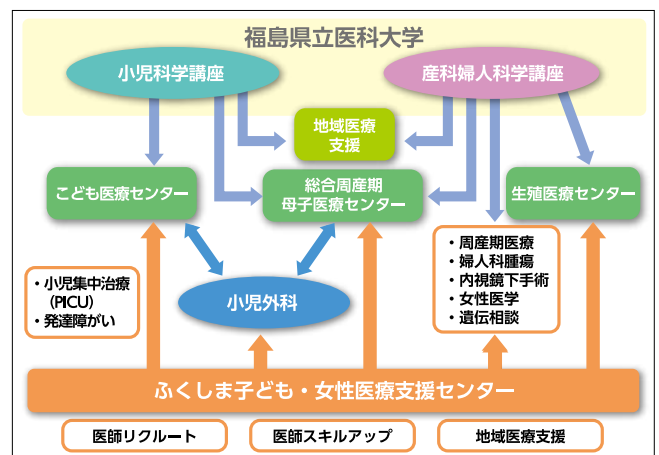 福島県立医科大学
小児科学講座
産科婦人科学講座
地域医療
支援
こども医療センター
総合周産期
母子医療センター
生殖医療センター
・周産期医療
・婦人科腫瘍
・内視鏡下手術
・女性医学
・遺伝相談
・小児集中治療
（PICU）
・発達障がい
小児外科
ふくしま子ども・女性医療支援センター
医師リクルート
医師スキルアップ
地域医療支援